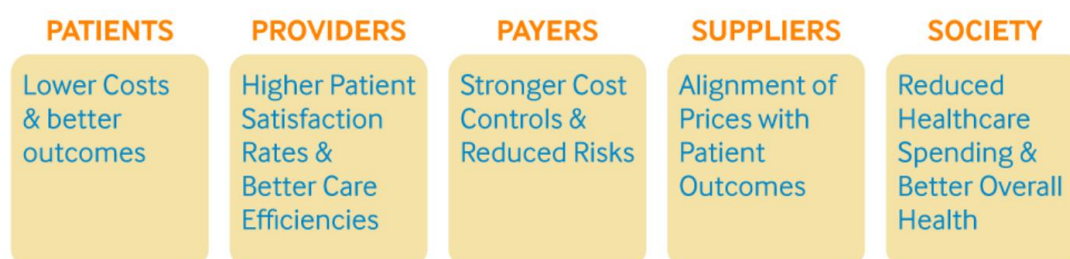 PATIENTS
Lower Costs
& better
outcomes
PROVIDERS
Higher Patient
Satisfaction
Rates &
Better Care
Efficiencies
PAYERS
Stronger Cost
Controls &
Reduced Risks
SUPPLIERS
Alignment of
Prices with
Patient
Outcomes
SOCIETY
Reduced
Healthcare
Spending &
Better Overall
Health